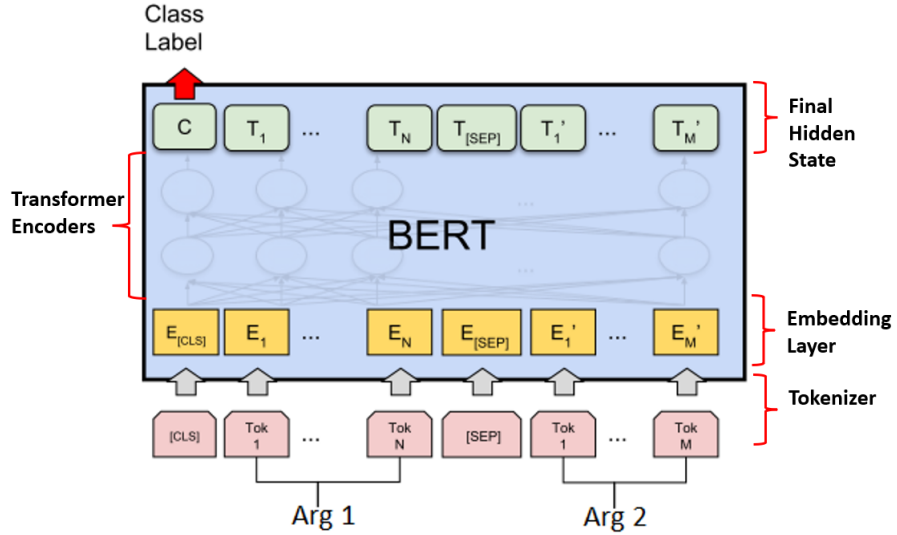 Class
Label
C T1 ... TN T[SEP] T1’ ... TM’
Final
Hidden
State
Transformer
Encoders
...
BERT
...
E[CLS] E1 ... EN E[SEP] E1’ ... EM’
Embedding
Layer
Tokenizer
[CLS] Tok 1 ... Tok N [SEP] Tok 1 ... Tok M
Arg 1 Arg 2